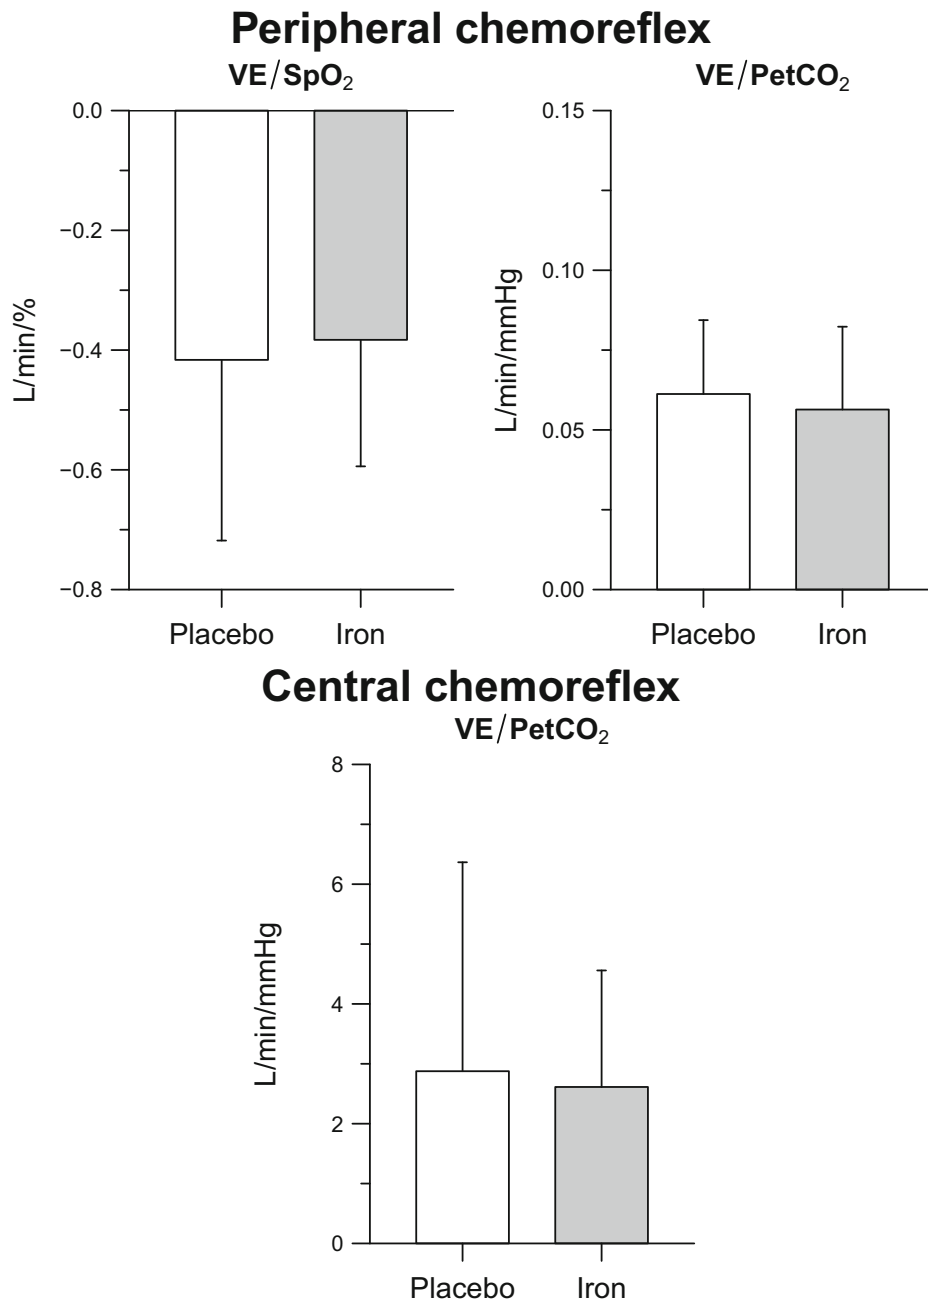 Peripheral chemoreflex
VE/SpO₂
0.0
−0.2
−0.4
−0.6
−0.8
L/min/%
Placebo
Iron
VE/PetCO₂
0.15
0.10
0.05
0.00
L/min/mmHg
Placebo
Iron
Central chemoreflex
VE/PetCO₂
8
6
4
2
0
L/min/mmHg
Placebo
Iron